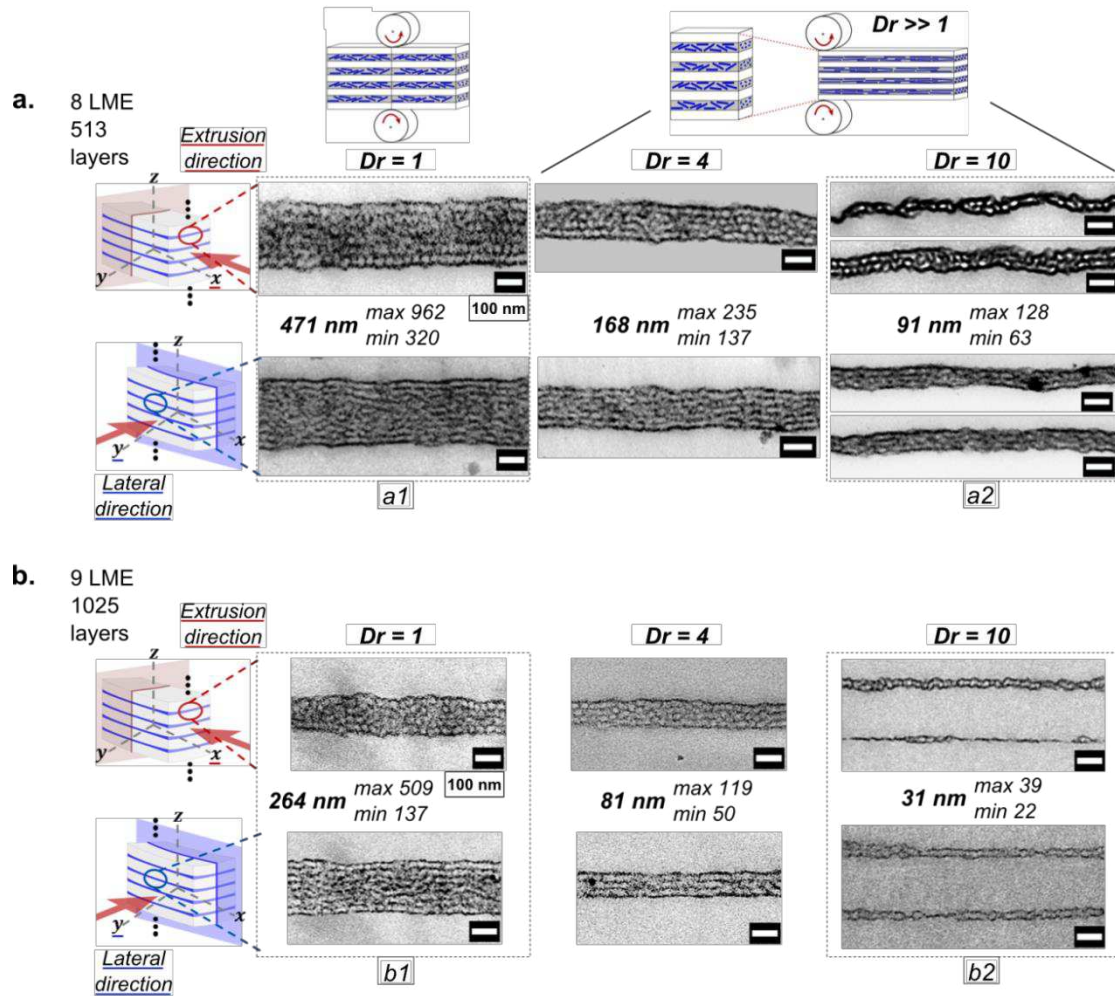 Dr >> 1
a.
8 LME
513
layers
Extrusion
direction
Dr = 1
Dr = 4
Dr = 10
z
y
x
471 nm
max 962
min 320
100 nm
168 nm
max 235
min 137
91 nm
max 128
min 63
z
x
y
Lateral
direction
a1
a2
b.
9 LME
1025
layers
Extrusion
direction
Dr = 1
Dr = 4
Dr = 10
z
y
x
264 nm
max 509
min 137
100 nm
81 nm
max 119
min 50
31 nm
max 39
min 22
z
x
y
Lateral
direction
b1
b2